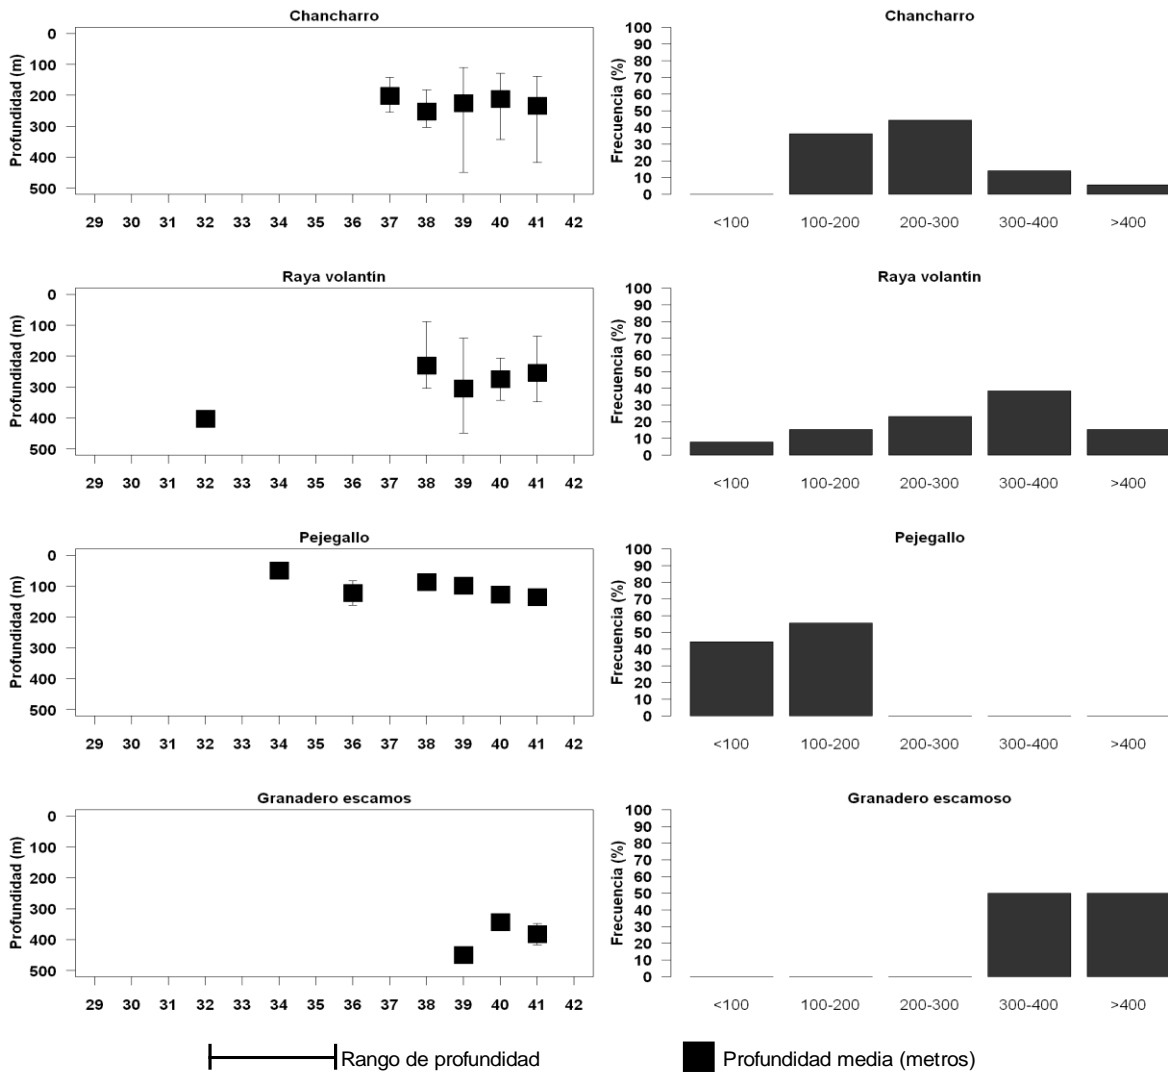 Chancharro
Profundidad (m)
0
100
200
300
400
500
29 30 31 32 33 34 35 36 37 38 39 40 41 42
Chancharro
Frecuencia (%)
100
90
80
70
60
50
40
30
20
10
0
<100 100-200 200-300 300-400 >400
Raya volantín
Profundidad (m)
0
100
200
300
400
500
29 30 31 32 33 34 35 36 37 38 39 40 41 42
Raya volantín
Frecuencia (%)
100
90
80
70
60
50
40
30
20
10
0
<100 100-200 200-300 300-400 >400
Pejegallo
Profundidad (m)
0
100
200
300
400
500
29 30 31 32 33 34 35 36 37 38 39 40 41 42
Pejegallo
Frecuencia (%)
100
90
80
70
60
50
40
30
20
10
0
<100 100-200 200-300 300-400 >400
Granadero escamos
Profundidad (m)
0
100
200
300
400
500
29 30 31 32 33 34 35 36 37 38 39 40 41 42
Granadero escamoso
Frecuencia (%)
100
90
80
70
60
50
40
30
20
10
0
<100 100-200 200-300 300-400 >400
Rango de profundidad
Profundidad media (metros)